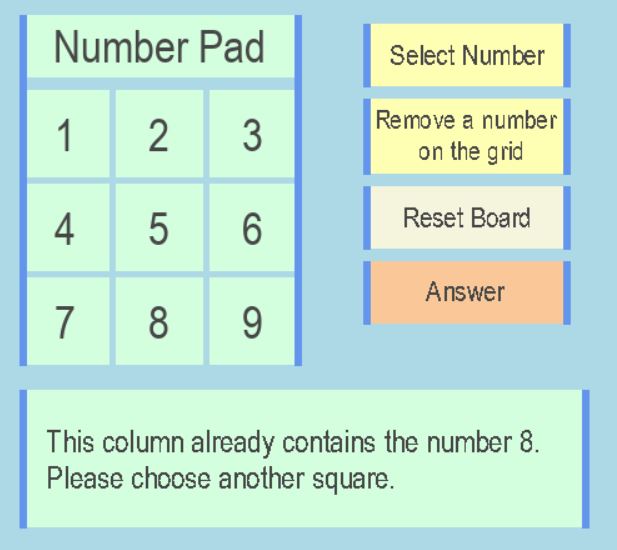 Number Pad
1 2 3
4 5 6
7 8 9
Select Number
Remove a number
on the grid
Reset Board
Answer
This column already contains the number 8.
Please choose another square.